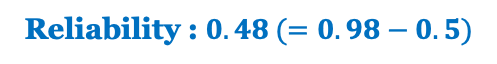 Reliability : 0.48 (= 0.98 − 0.5)